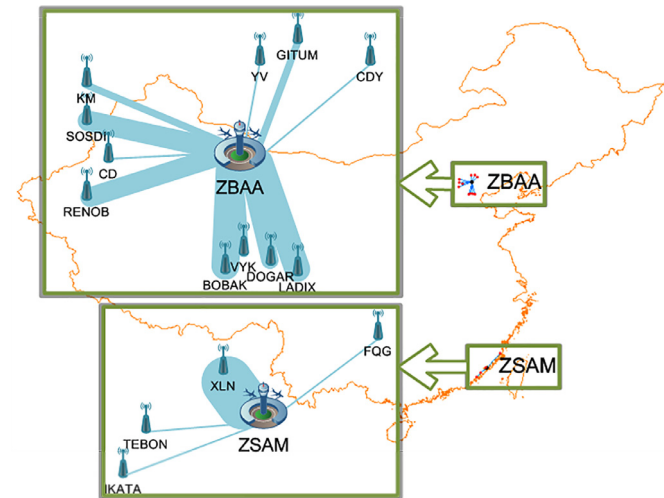 GITUM
YV
CDY
KM
SOSDI
CD
ZBAA
RENOB
ZBAA
VYK
DOGAR
BOBAK
LADIX
FQG
XLN
ZSAM
TEBON
ZSAM
IKATA